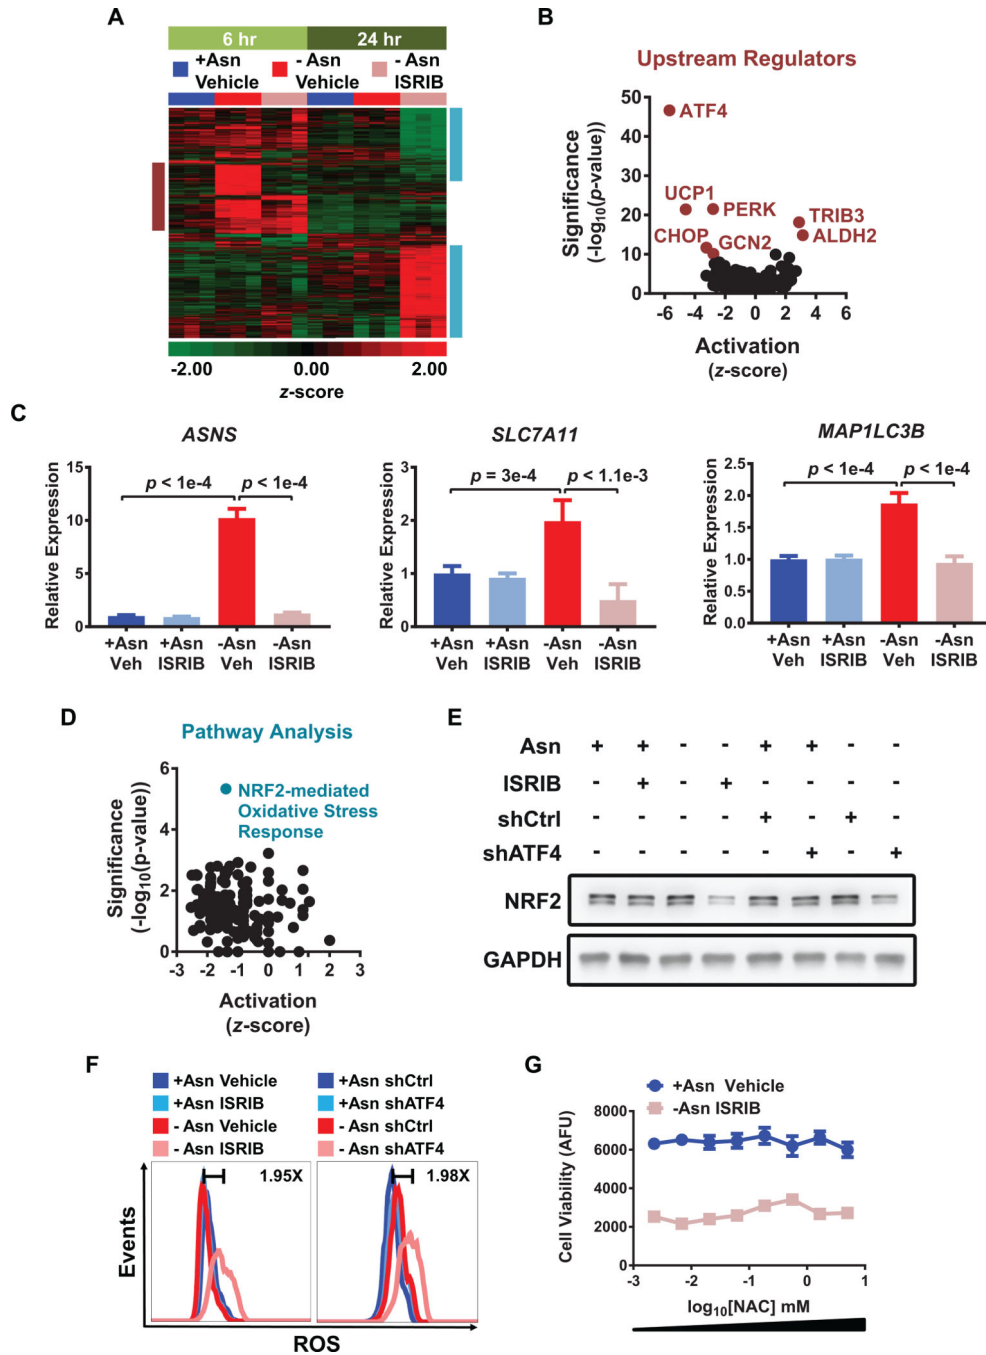 A
6 hr 24 hr
+Asn Vehicle - Asn Vehicle - Asn ISRIB
-2.00 0.00 2.00
z-score
B
Upstream Regulators
Significance
(-log10(p-value))
50
40
30
20
10
0
ATF4
UCP1
PERK
TRIB3
CHOP
GCN2
ALDH2
-6 -4 -2 0 2 4 6
Activation
(z-score)
C
ASNS
Relative Expression
15
10
5
0
p < 1e-4 p < 1e-4
+Asn Veh +Asn ISRIB -Asn Veh -Asn ISRIB
SLC7A11
Relative Expression
3
2
1
0
p = 3e-4 p < 1.1e-3
+Asn Veh +Asn ISRIB -Asn Veh -Asn ISRIB
MAP1LC3B
Relative Expression
2.5
2.0
1.5
1.0
0.5
0.0
p < 1e-4 p < 1e-4
+Asn Veh +Asn ISRIB -Asn Veh -Asn ISRIB
D
Pathway Analysis
Significance
(-log10(p-value))
6
4
2
0
NRF2-mediated
Oxidative Stress
Response
-3 -2 -1 0 1 2 3
Activation
(z-score)
E
Asn + + - - + + - -
ISRIB - + - + - - - -
shCtrl - - - - + - + -
shATF4 - - - - - + - +
NRF2
GAPDH
F
+Asn Vehicle
+Asn ISRIB
- Asn Vehicle
- Asn ISRIB
+Asn shCtrl
+Asn shATF4
- Asn shCtrl
- Asn shATF4
1.95X
1.98X
Events
ROS
G
+Asn Vehicle
-Asn ISRIB
Cell Viability (AFU)
8000
6000
4000
2000
0
-3 -2 -1 0 1
log10[NAC] mM